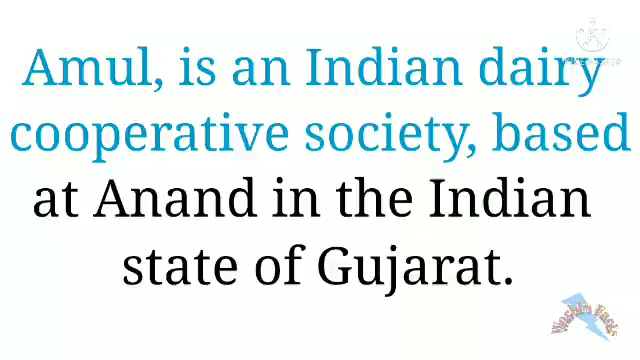 Amul, is an Indian dairy
cooperative society, based
at Anand in the Indian
state of Gujarat.